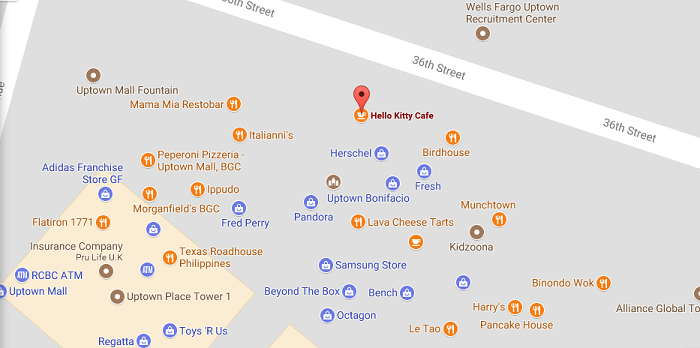 Wells Fargo Uptown
Recruitment Center
36th Street
36th Street
Uptown Mall Fountain
Mama Mia Restobar
Hello Kitty Cafe
36th Street
Italianni's
Birdhouse
Herschel
Peperoni Pizzeria -
Uptown Mall, BGC
Adidas Franchise
Store GF
Ippudo
Fresh
Uptown Bonifacio
Morganfield's BGC
Pandora
Munchtown
Flatiron 1771
Fred Perry
Lava Cheese Tarts
Kidzoona
Insurance Company
Pru Life U.K
Texas Roadhouse
Philippines
ATM
RCBC ATM
ATM
Samsung Store
Binondo Wok
Uptown Mall
Uptown Place Tower 1
Beyond The Box
Bench
Harry's
Alliance Global To
Octagon
Pancake House
Toys 'R Us
Le Tao
Regatta